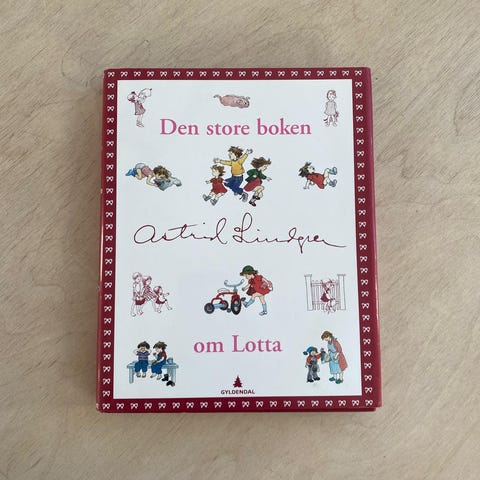 Den store boken
Astrid Lindgren
om Lotta
GYLDENDAL